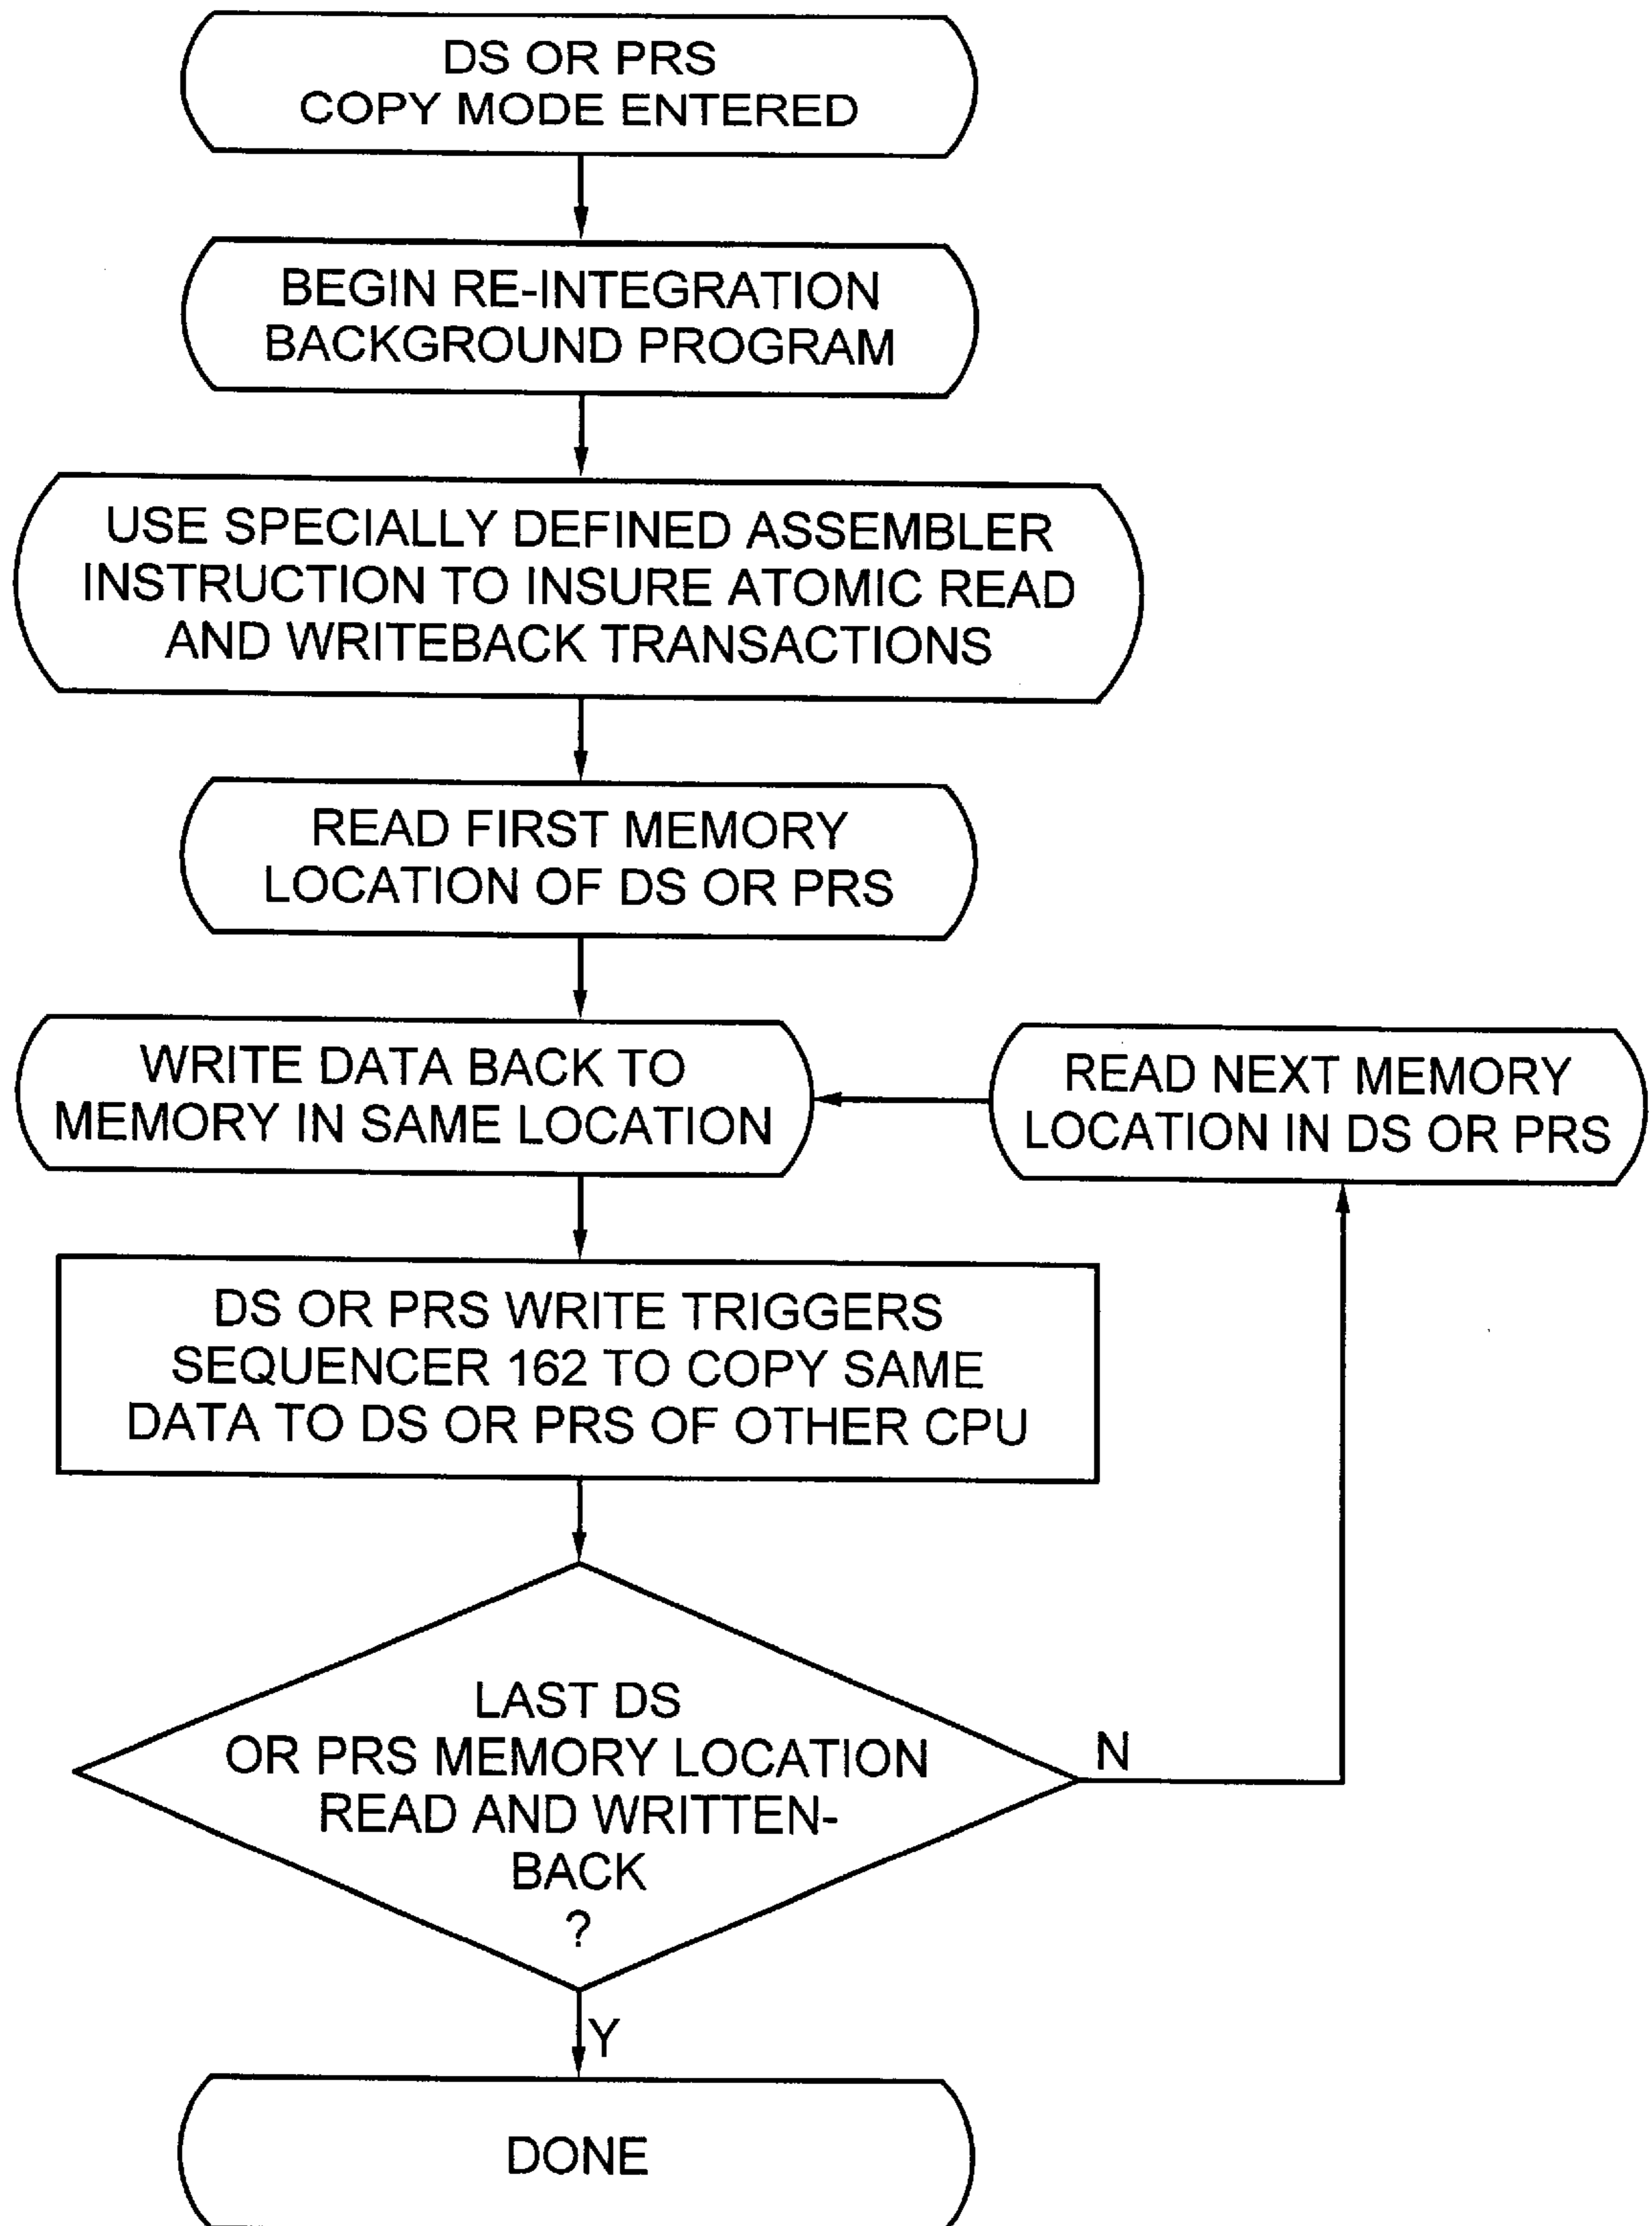 DS OR PRS
COPY MODE ENTERED
BEGIN RE-INTEGRATION
BACKGROUND PROGRAM
USE SPECIALLY DEFINED ASSEMBLER
INSTRUCTION TO INSURE ATOMIC READ
AND WRITEBACK TRANSACTIONS
READ FIRST MEMORY
LOCATION OF DS OR PRS
WRITE DATA BACK TO
MEMORY IN SAME LOCATION
READ NEXT MEMORY
LOCATION IN DS OR PRS
DS OR PRS WRITE TRIGGERS
SEQUENCER 162 TO COPY SAME
DATA TO DS OR PRS OF OTHER CPU
LAST DS
OR PRS MEMORY LOCATION
READ AND WRITTEN-
BACK
?
N
Y
DONE